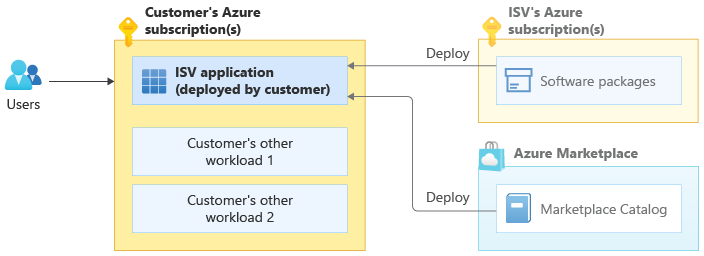 Customer's Azure
subscription(s)
ISV's Azure
subscription(s)
Users
ISV application
(deployed by customer)
Deploy
Software packages
Customer's other
workload 1
Azure Marketplace
Customer's other
workload 2
Deploy
Marketplace Catalog